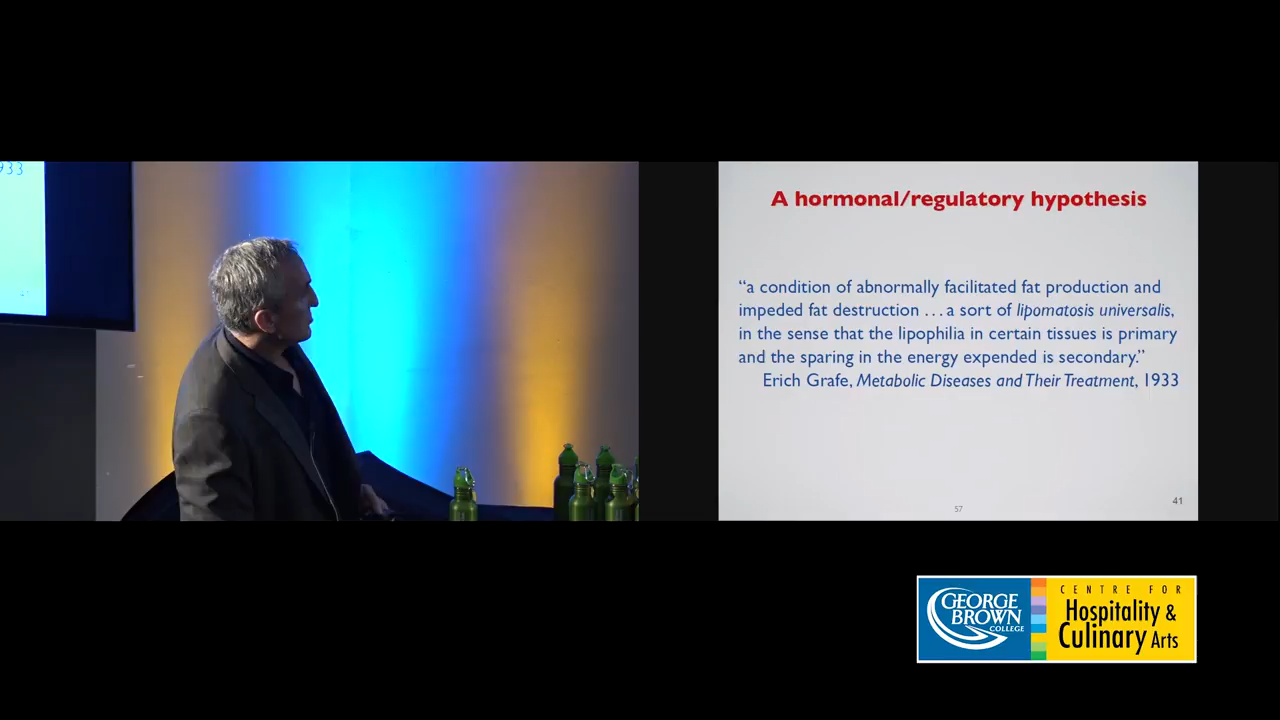 933
A hormonal/regulatory hypothesis
“a condition of abnormally facilitated fat production and
impeded fat destruction . . . a sort of lipomatosis universalis,
in the sense that the lipophilia in certain tissues is primary
and the sparing in the energy expended is secondary.”
Erich Grafe, Metabolic Diseases and Their Treatment, 1933
41
57
GEORGE
BROWN
COLLEGE
CENTRE FOR
Hospitality &
Culinary Arts